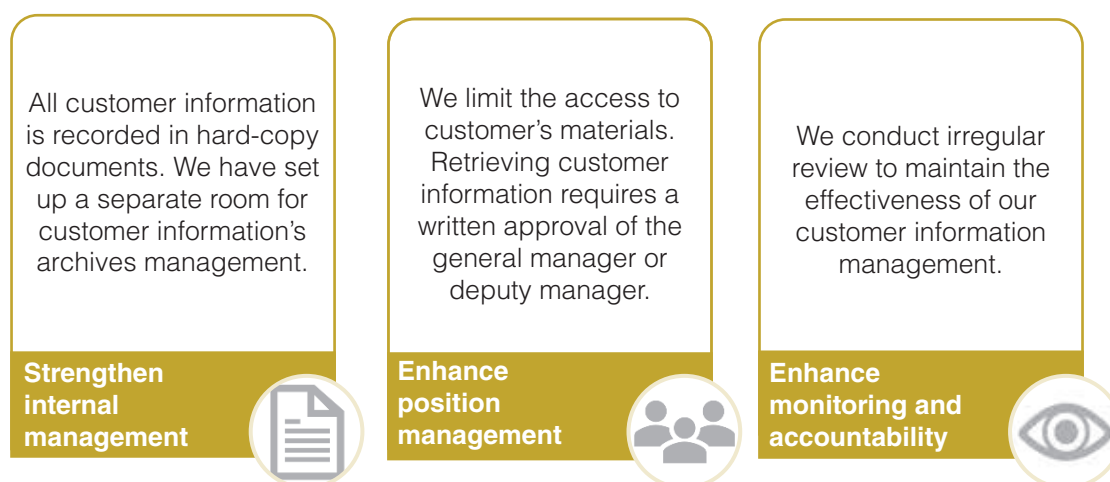 All customer information
is recorded in hard-copy
documents. We have set
up a separate room for
customer information's
archives management.
Strengthen
internal
management
We limit the access to
customer's materials.
Retrieving customer
information requires a
written approval of the
general manager or
deputy manager.
Enhance
position
management
We conduct irregular
review to maintain the
effectiveness of our
customer information
management.
Enhance
monitoring and
accountability